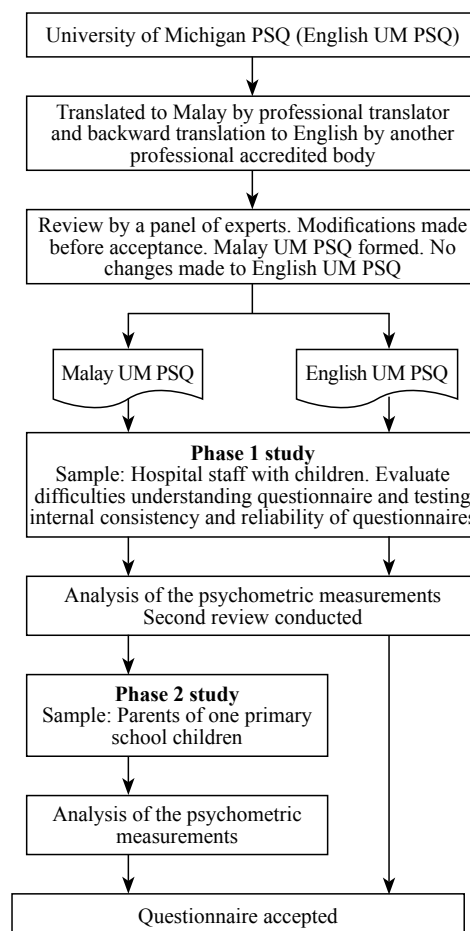 University of Michigan PSQ (English UM PSQ)
Translated to Malay by professional translator
and backward translation to English by another
professional accredited body
Review by a panel of experts. Modifications made
before acceptance. Malay UM PSQ formed. No
changes made to English UM PSQ
Malay UM PSQ
English UM PSQ
Phase 1 study
Sample: Hospital staff with children. Evaluate
difficulties understanding questionnaire and testing
internal consistency and reliability of questionnaires
Analysis of the psychometric measurements
Second review conducted
Phase 2 study
Sample: Parents of one primary
school children
Analysis of the psychometric
measurements
Questionnaire accepted